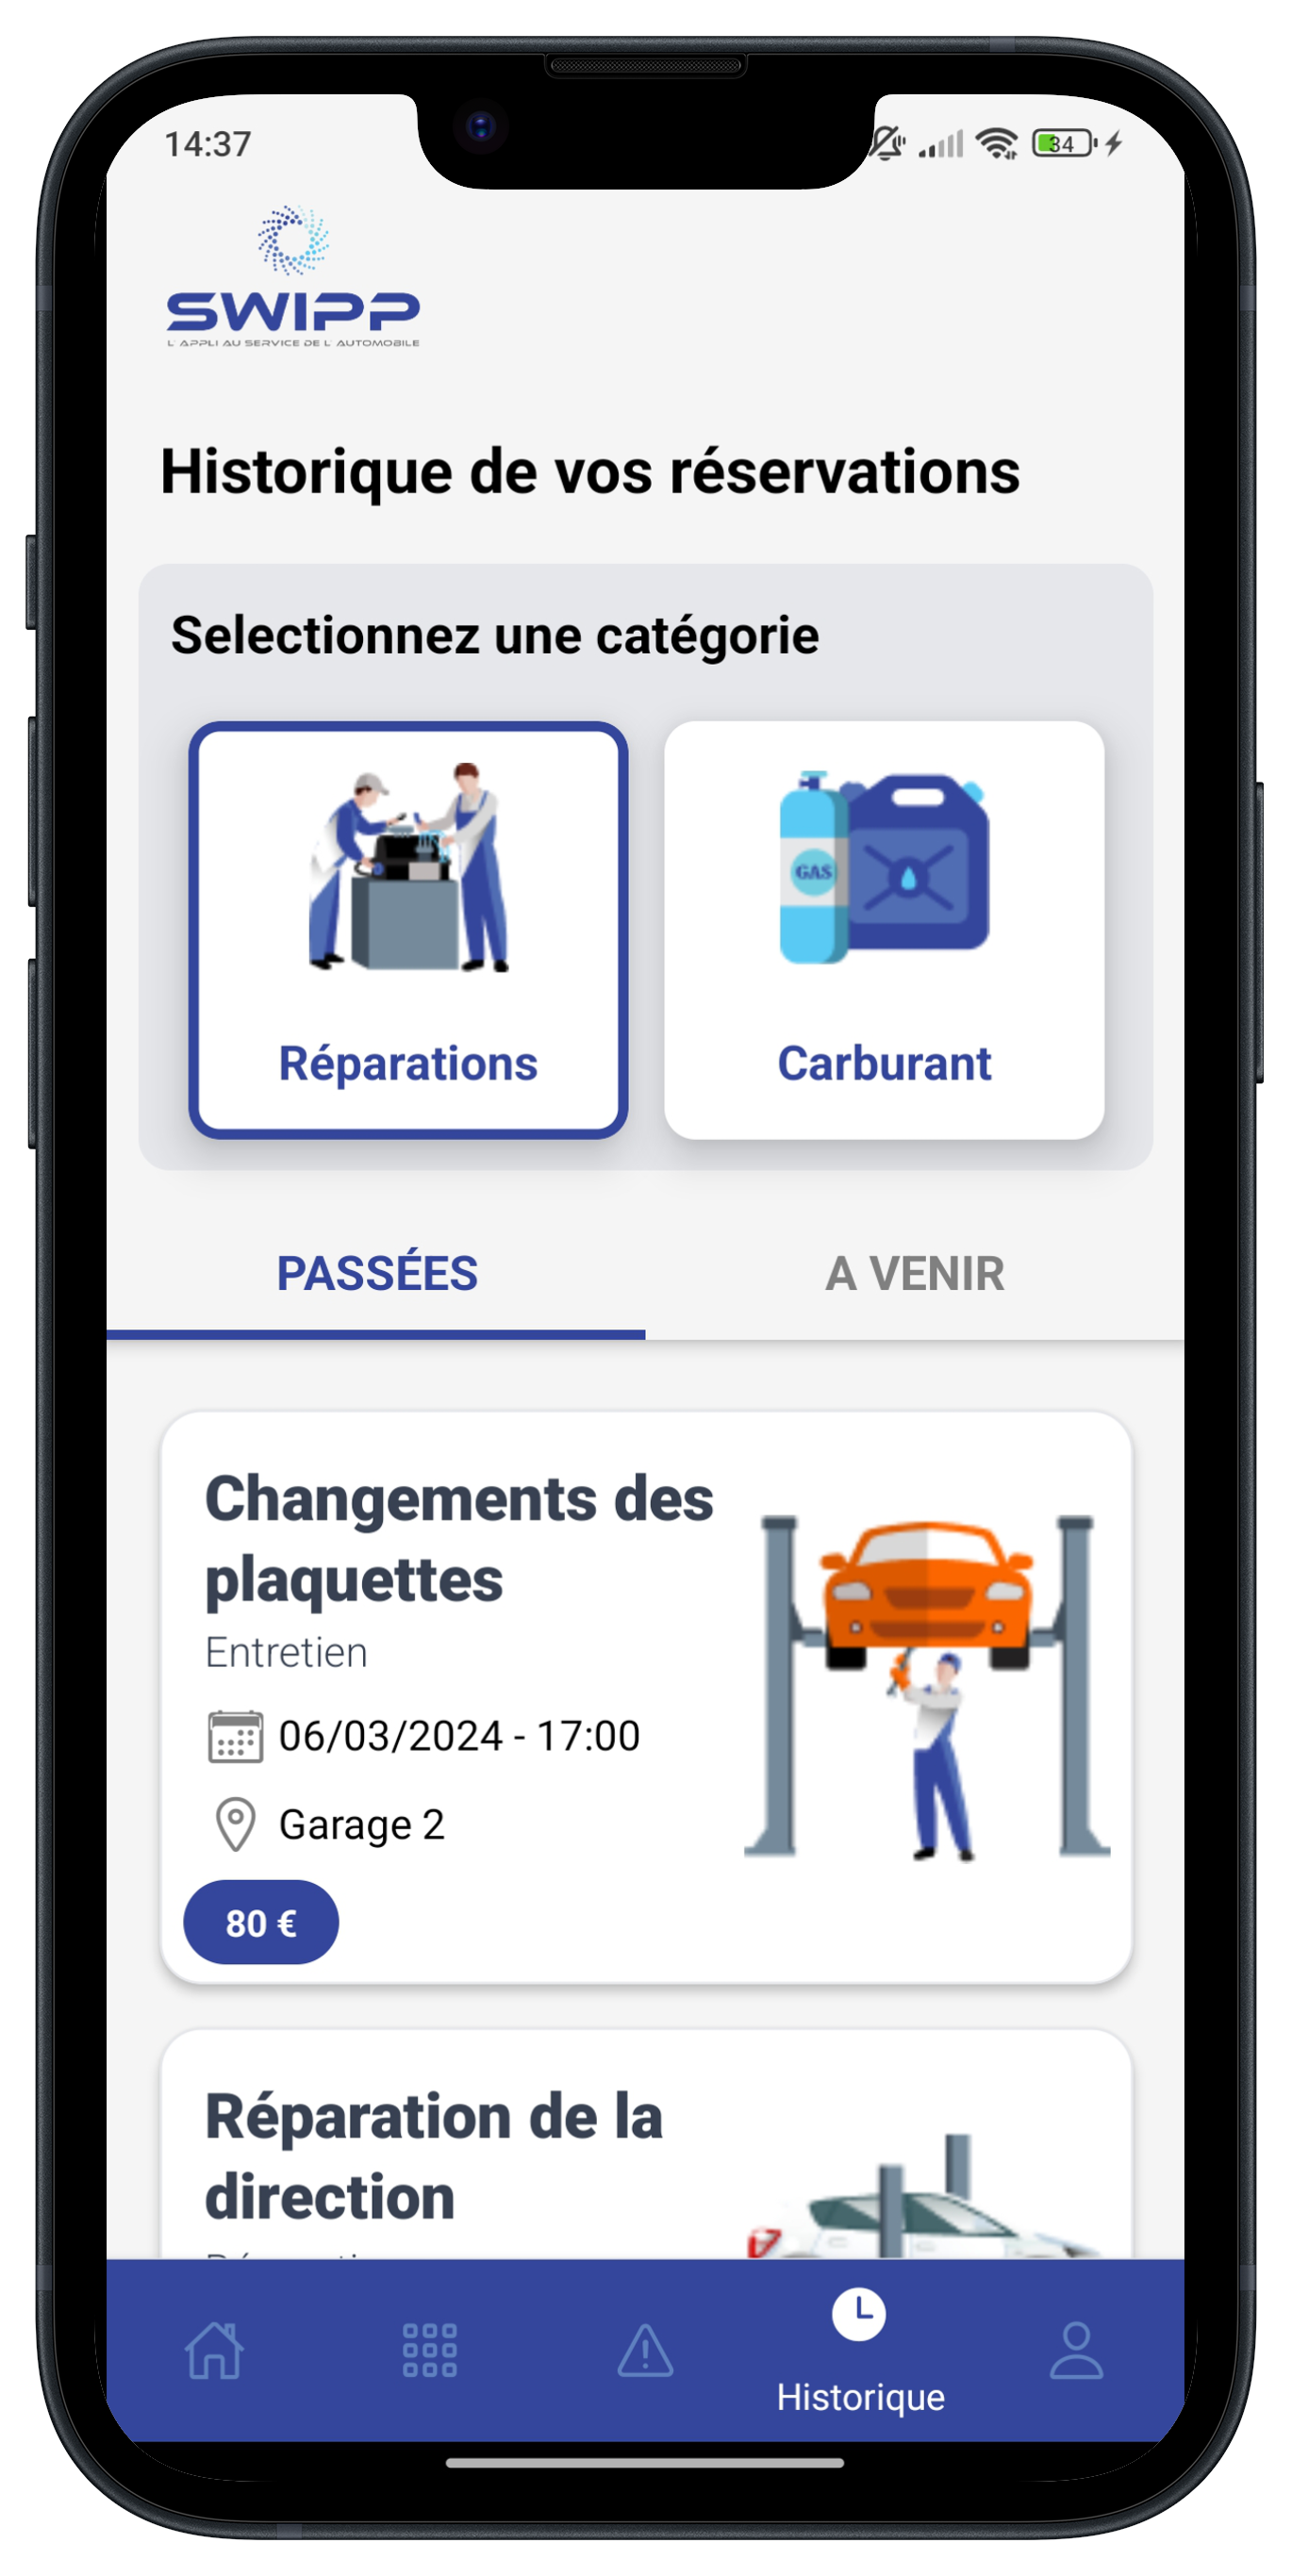 14:37
34
SWIPP
L' APPLI AU SERVICE DE L' AUTOMOBILE
Historique de vos réservations
Selectionnez une catégorie
GAS
Réparations
Carburant
PASSÉES
A VENIR
Changements des
plaquettes
Entretien
06/03/2024 - 17:00
Garage 2
80 €
Réparation de la
direction
Historique